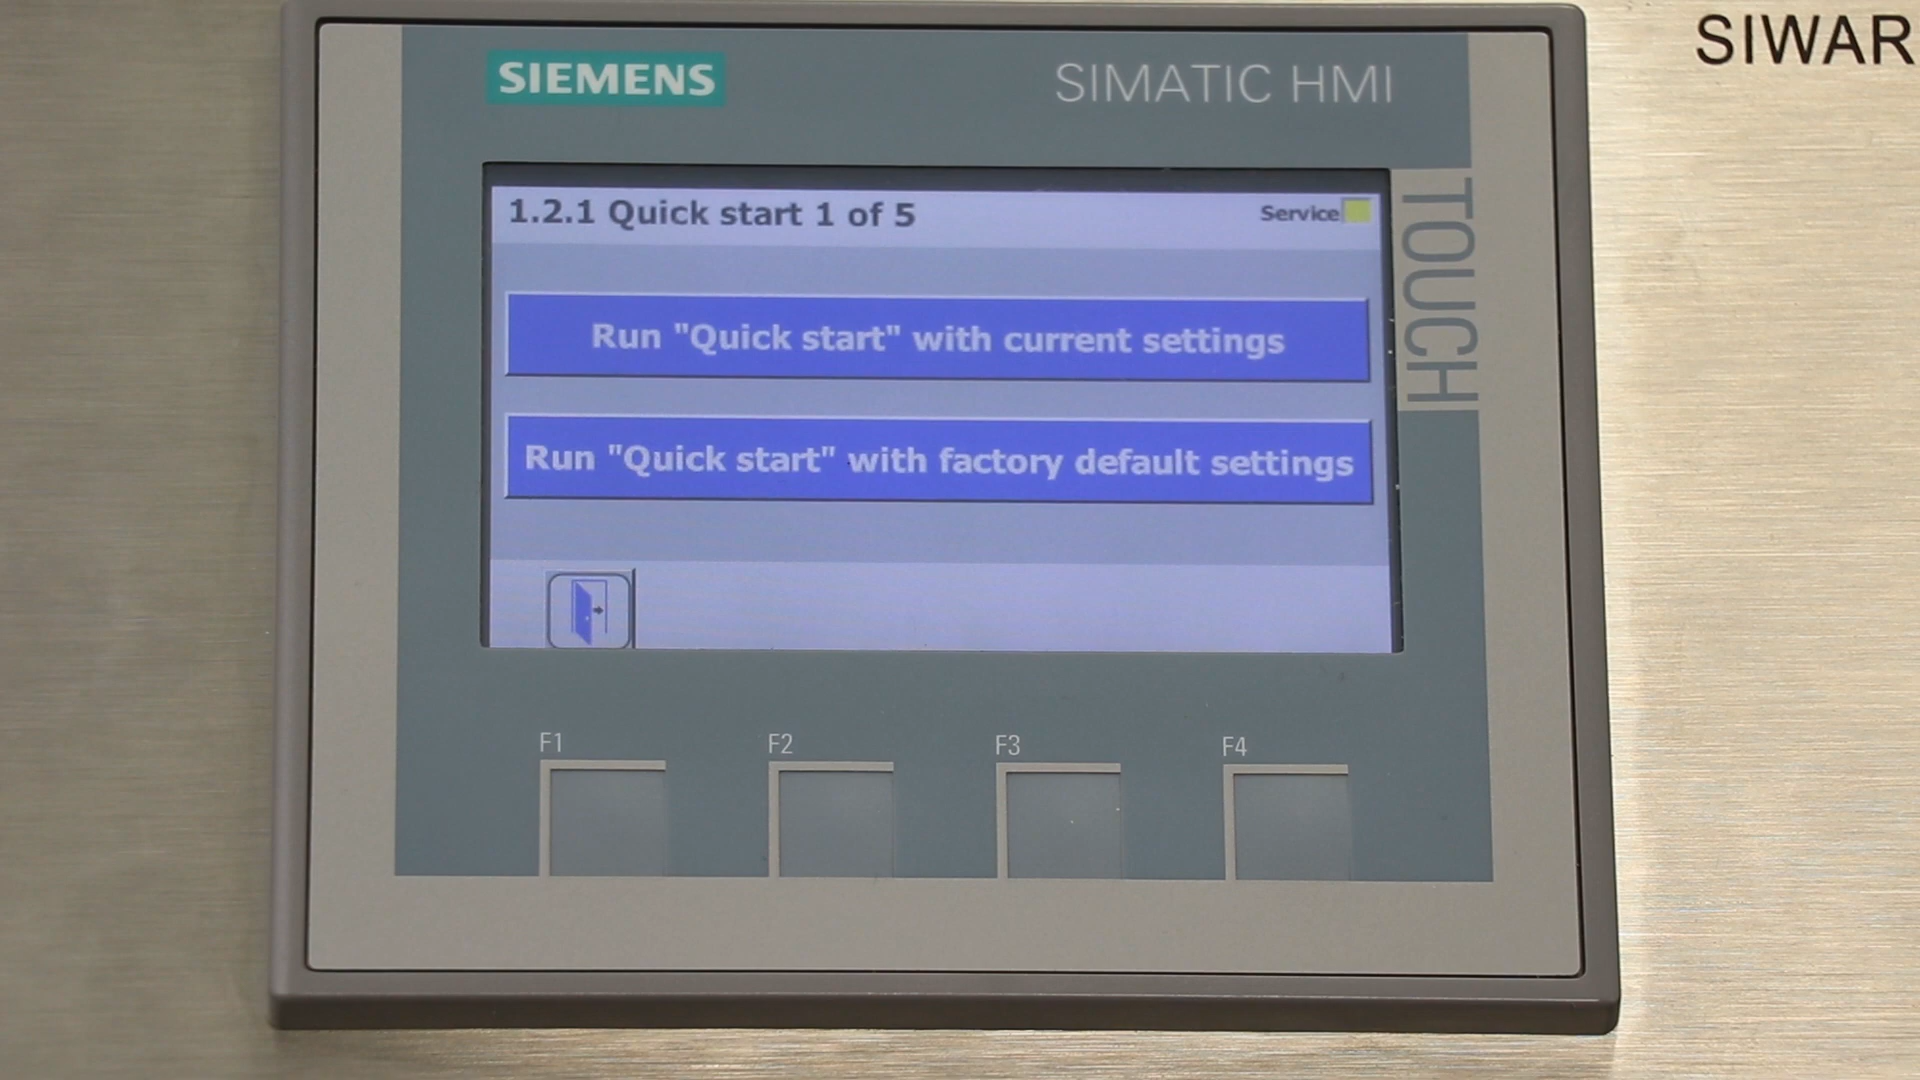 SIWAR
SIEMENS
SIMATIC HMI
TOUCH
1.2.1 Quick start 1 of 5
Service
Run "Quick start" with current settings
Run "Quick start" with factory default settings
F1
F2
F3
F4